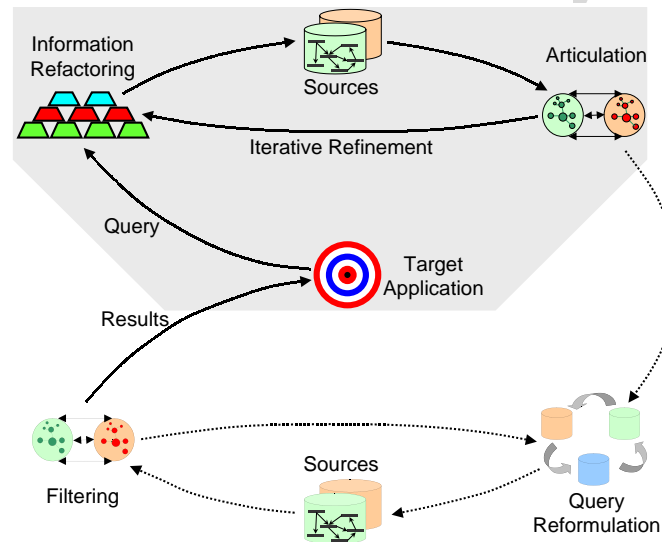 Information
Refactoring
Sources
Articulation
Iterative Refinement
Query
Target
Application
Results
Filtering
Sources
Query
Reformulation